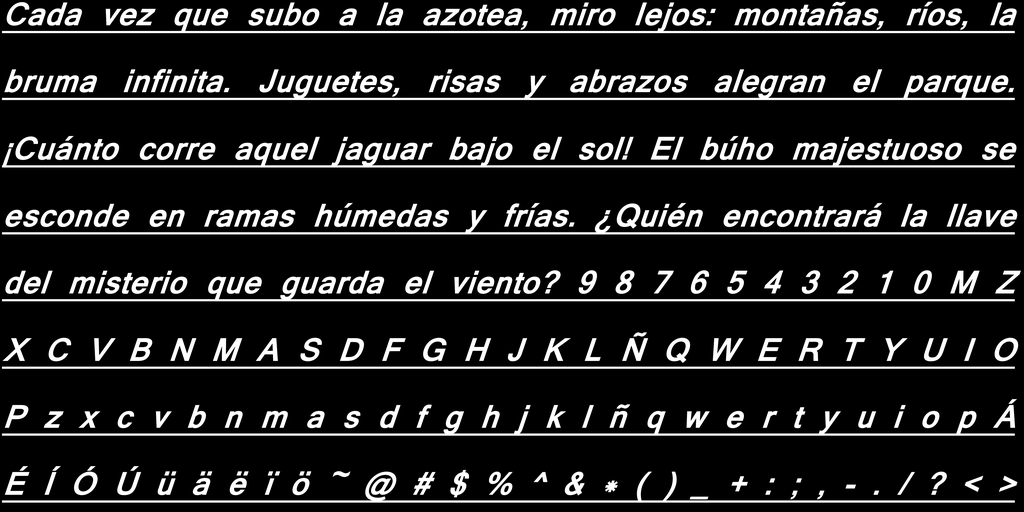 Cada vez que subo a la azotea, miro lejos: montañas, ríos, la
bruma infinita. Juguetes, risas y abrazos alegran el parque.
¡Cuánto corre aquel jaguar bajo el sol! El búho majestuoso se
esconde en ramas húmedas y frías. ¿Quién encontrará la llave
del misterio que guarda el viento? 9 8 7 6 5 4 3 2 1 0 M Z
X C V B N M A S D F G H J K L Ñ Q W E R T Y U I O
P z x c v b n m a s d f g h j k l ñ q w e r t y u i o p Á
É Í Ó Ú ü ä ë ï ö ~ @ # $ % ^ & * ( ) _ + : ; , - . / ? < >